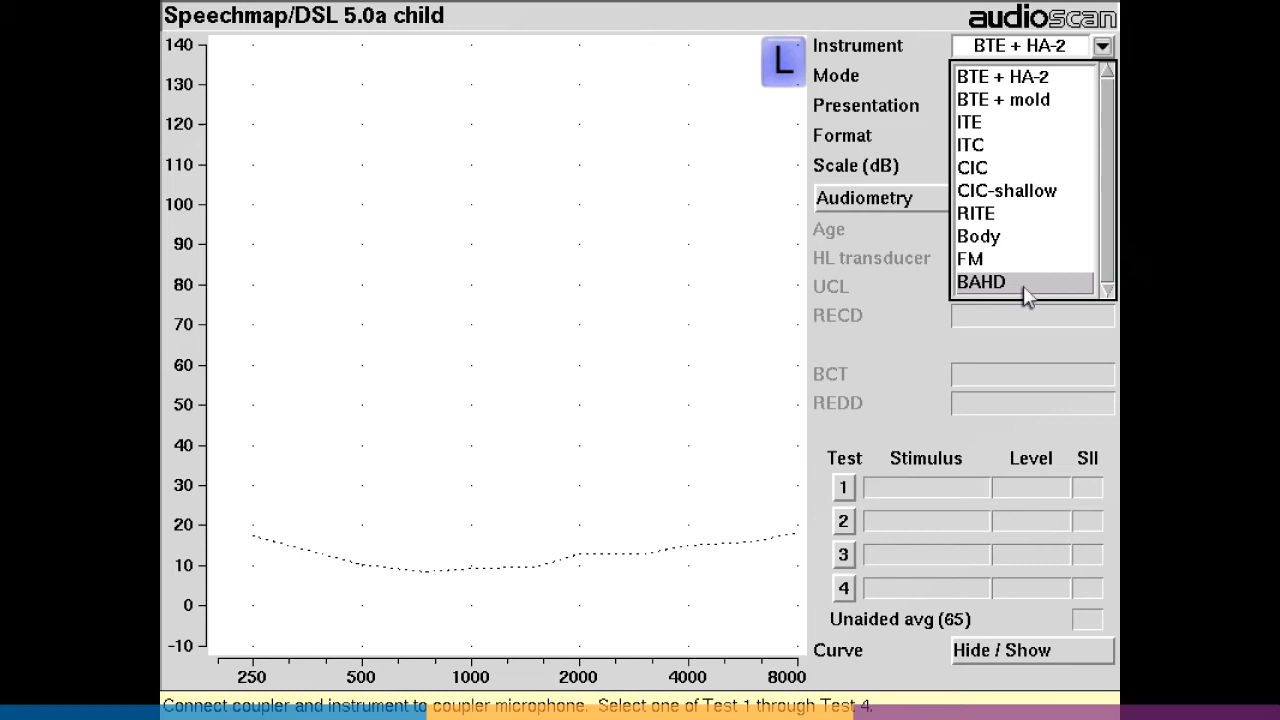 Speechmap/DSL 5.0a child
audioscan
L
Instrument BTE + HA-2
Mode
Presentation
Format
Scale (dB)
Audiometry
Age
HL transducer
UCL
RECD
BCT
REDD
BTE + HA-2
BTE + mold
ITE
ITC
CIC
CIC-shallow
RITE
Body
FM
BAHD
140
130
120
110
100
90
80
70
60
50
40
30
20
10
0
-10
250 500 1000 2000 4000 8000
Test Stimulus Level SII
1
2
3
4
Unaided avg (65)
Curve Hide / Show
Connect coupler and instrument to coupler microphone. Select one of Test 1 through Test 4.